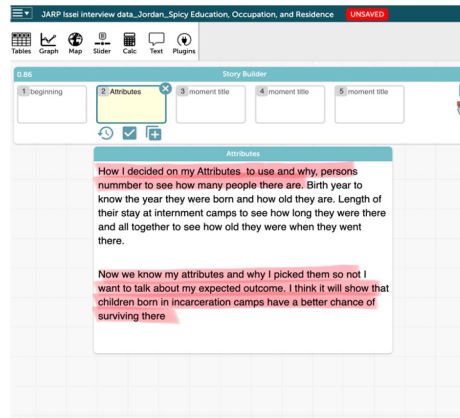 JARP Issei interview data_Jordan_Spicy Education, Occupation, and Residence UNSAVED
Tables Graph Map Slider Calc Text Plugins
0.86 Story Builder
1 beginning 2 Attributes 3 moment title 4 moment title 5 moment title
Attributes
How I decided on my Attributes to use and why, persons
nummber to see how many people there are. Birth year to
know the year they were born and how old they are. Length of
their stay at internment camps to see how long they were there
and all together to see how old they were when they went
there.
Now we know my attributes and why I picked them so not I
want to talk about my expected outcome. I think it will show that
children born in incarceration camps have a better chance of
surviving there